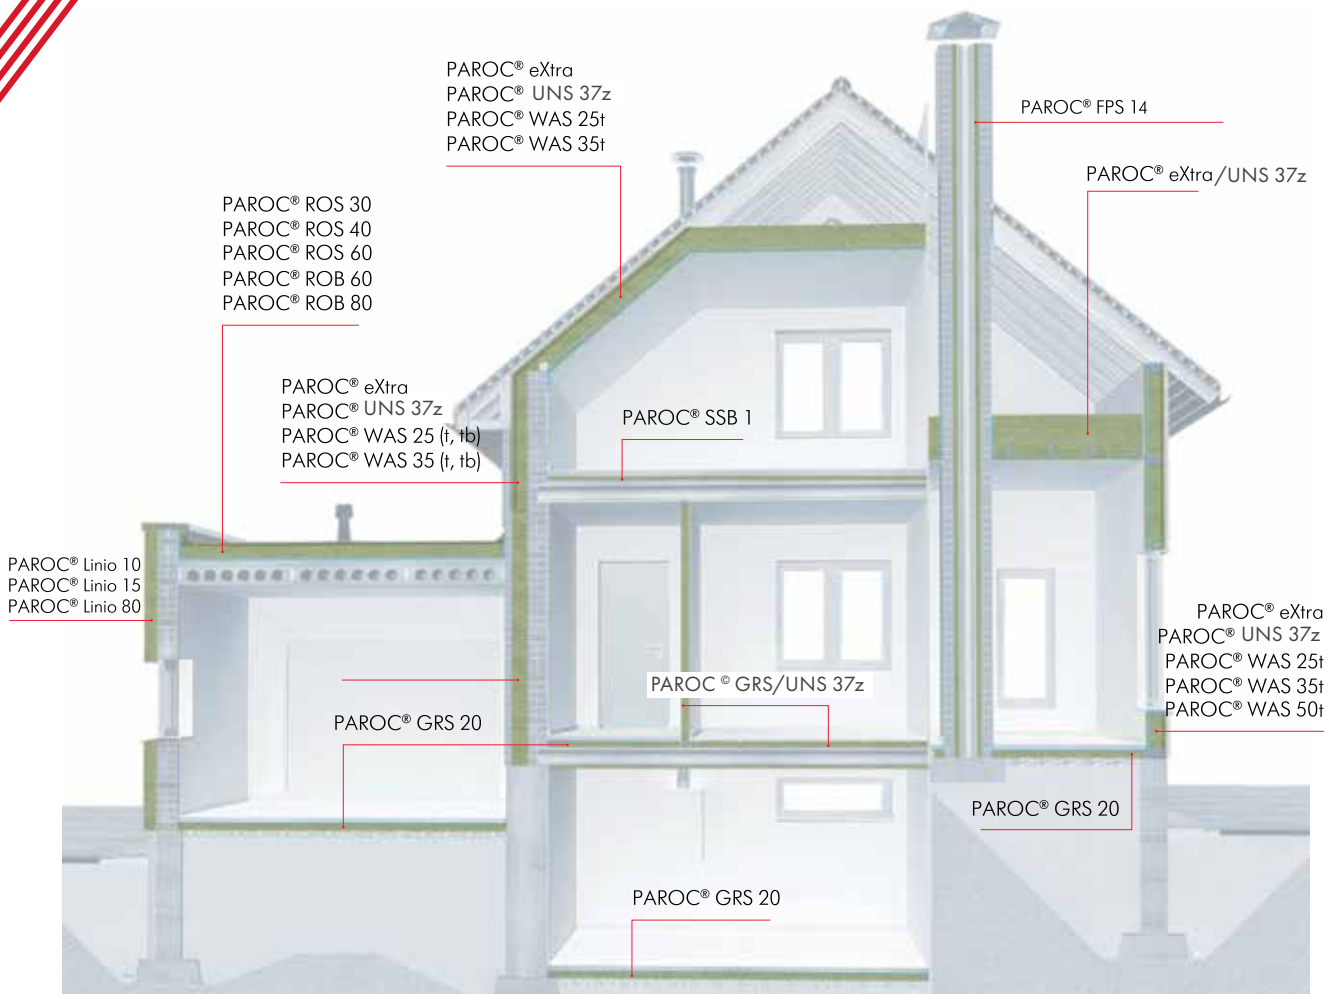 PAROC® eXtra
PAROC® UNS 37z
PAROC® WAS 25t
PAROC® WAS 35t
PAROC® FPS 14
PAROC® eXtra/UNS 37z
PAROC® ROS 30
PAROC® ROS 40
PAROC® ROS 60
PAROC® ROB 60
PAROC® ROB 80
PAROC® eXtra
PAROC® UNS 37z
PAROC® WAS 25 (t, tb)
PAROC® WAS 35 (t, tb)
PAROC® SSB 1
PAROC® Linio 10
PAROC® Linio 15
PAROC® Linio 80
PAROC® eXtra
PAROC® UNS 37z
PAROC® WAS 25t
PAROC® WAS 35t
PAROC® WAS 50t
PAROC © GRS/UNS 37z
PAROC® GRS 20
PAROC® GRS 20
PAROC® GRS 20